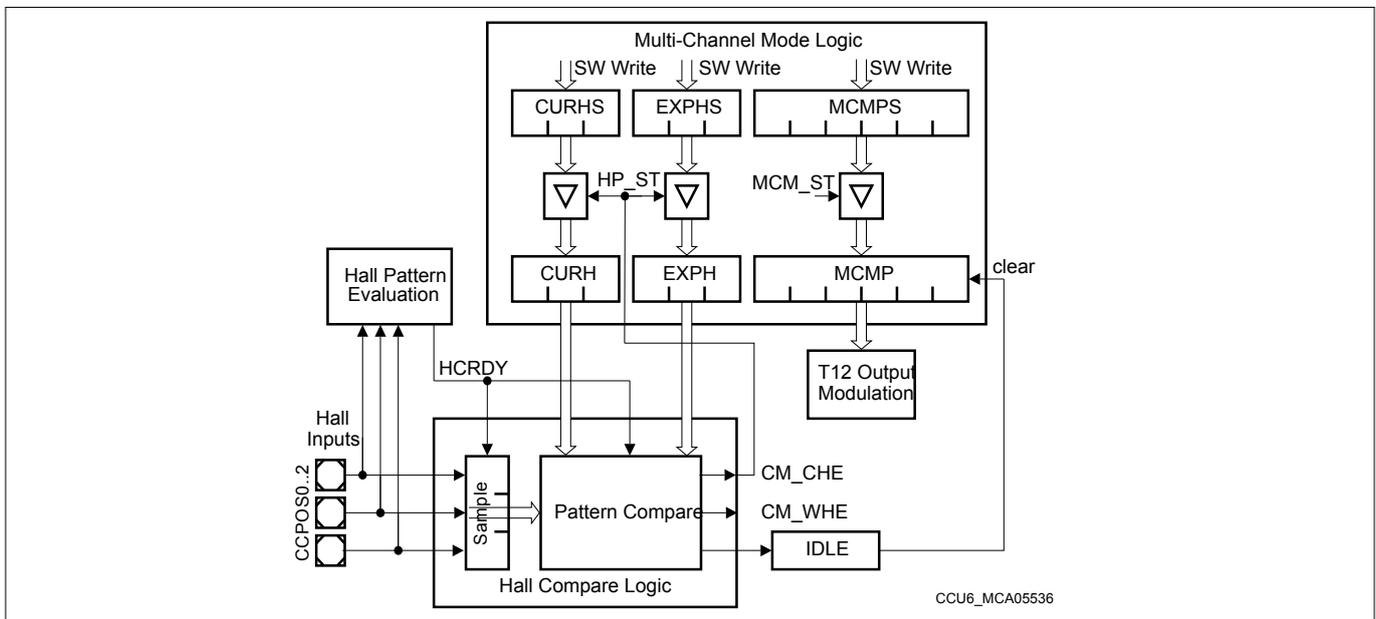 Multi-Channel Mode Logic
SW Write
SW Write
SW Write
CURHS
EXPHS
MCMPS
HP_ST
MCM_ST
CURH
EXPH
MCMP
clear
Hall Pattern
Evaluation
T12 Output
Modulation
HCRDY
Hall
Inputs
CCPOS0..2
Sample
Pattern Compare
CM_CHE
CM_WHE
IDLE
Hall Compare Logic
CCU6_MCA05536